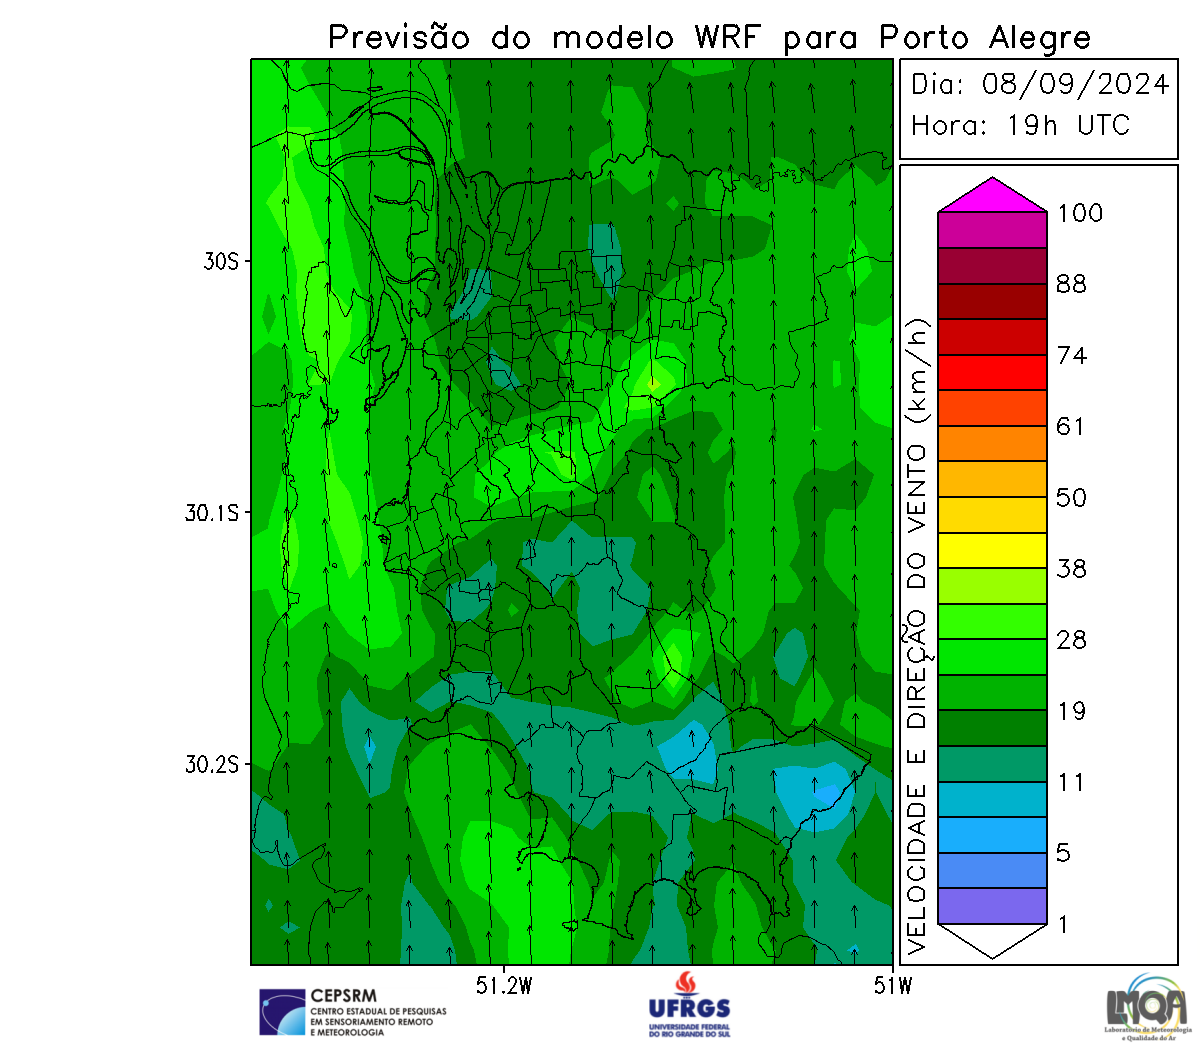 Previsão do modelo WRF para Porto Alegre
Dia: 08/09/2024
Hora: 19h UTC
30S
30.1S
30.2S
51.2W
51W
VELOCIDADE E DIREÇÃO DO VENTO (km/h)
100
88
74
61
50
38
28
19
11
5
1
CEPSRM
CENTRO ESTADUAL DE PESQUISAS
EM SENSORIAMENTO REMOTO
E METEOROLOGIA
UFRGS
UNIVERSIDADE FEDERAL
DO RIO GRANDE DO SUL
LMQA
Laboratório de Meteorologia
e Qualidade do Ar